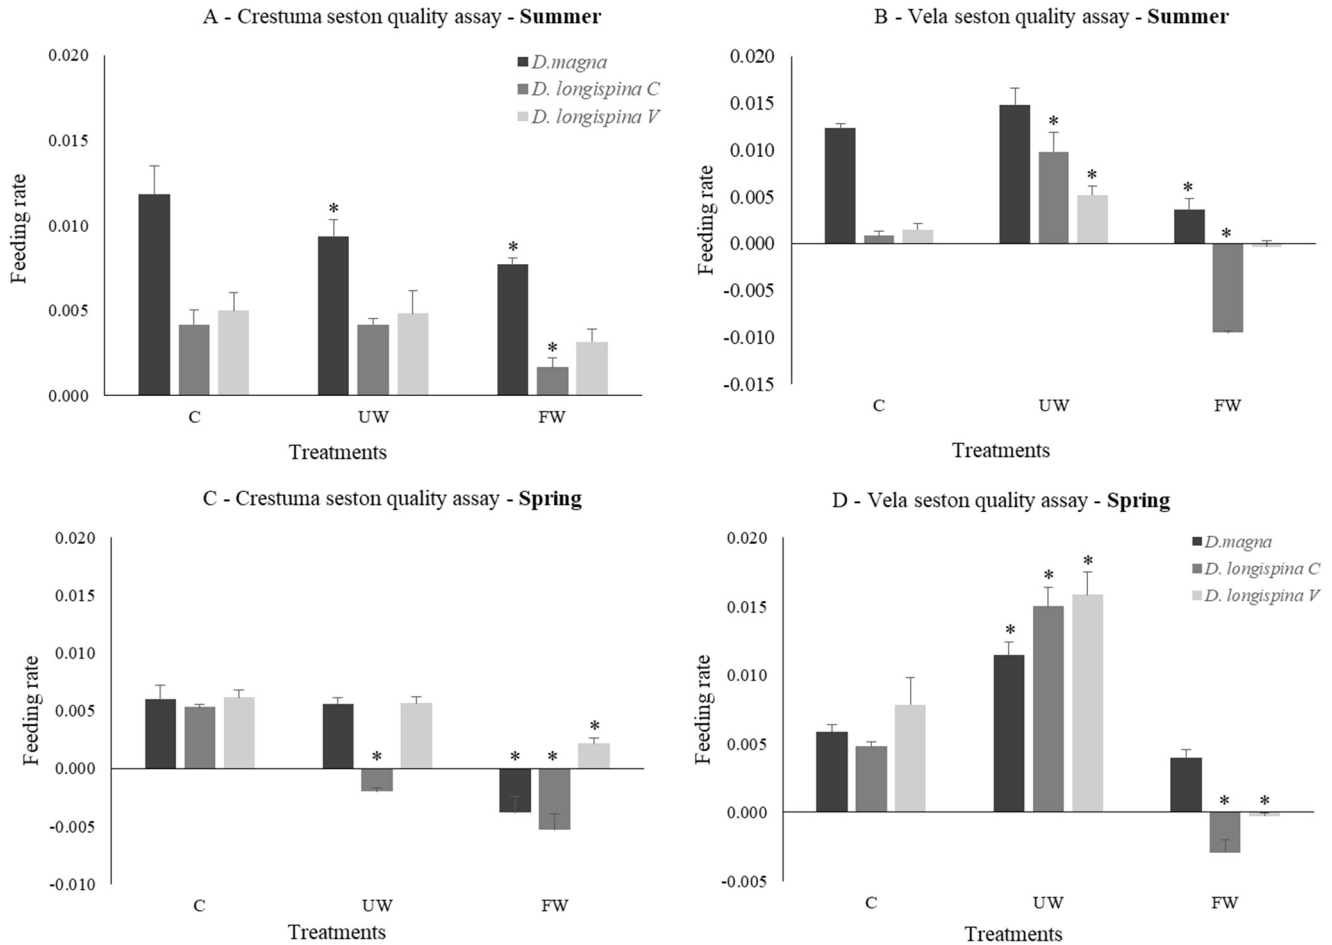 A - Crestuma seston quality assay - Summer
0.020
0.015
0.010
0.005
0.000
Feeding rate
D.magna
D. longispina C
D. longispina V
*
*
*
C
UW
FW
Treatments
B - Vela seston quality assay - Summer
0.020
0.015
0.010
0.005
0.000
-0.005
-0.010
-0.015
Feeding rate
*
*
*
*
C
UW
FW
Treatments
C - Crestuma seston quality assay - Spring
0.020
0.015
0.010
0.005
0.000
-0.005
-0.010
Feeding rate
*
*
*
*
C
UW
FW
Treatments
D - Vela seston quality assay - Spring
0.020
0.015
0.010
0.005
0.000
-0.005
Feeding rate
D.magna
D. longispina C
D. longispina V
*
*
*
*
*
C
UW
FW
Treatments